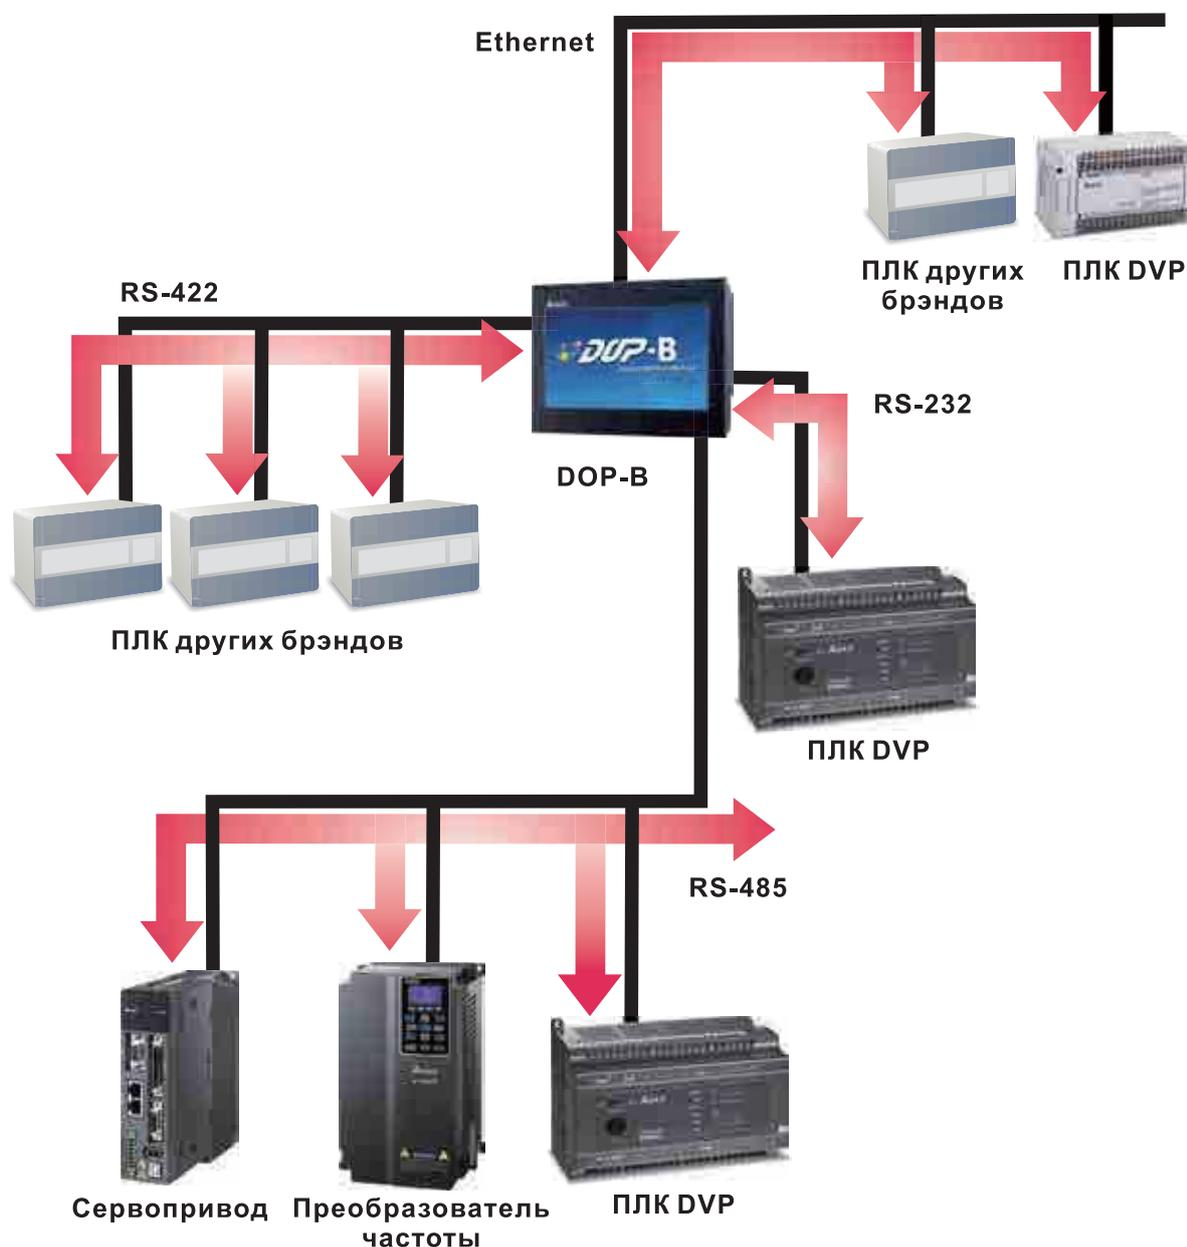 Ethernet
ПЛК других
брэндов
ПЛК DVP
RS-422
DOP-B
RS-232
DOP-B
ПЛК других брэндов
ПЛК DVP
RS-485
Сервопривод
Преобразователь
частоты
ПЛК DVP